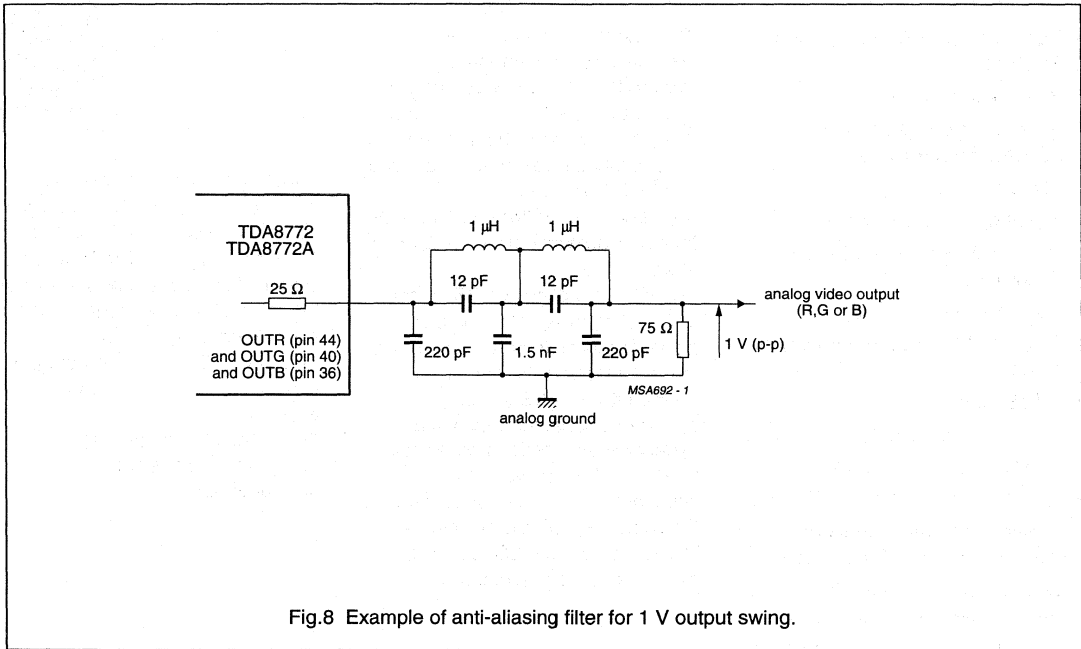 TDA8772
TDA8772A
25 Ω
OUTR (pin 44)
and OUTG (pin 40)
and OUTB (pin 36)
1 μH
1 μH
12 pF
12 pF
220 pF
1.5 nF
220 pF
75 Ω
1 V (p-p)
analog video output
(R,G or B)
MSA692 - 1
analog ground
Fig.8 Example of anti-aliasing filter for 1 V output swing.